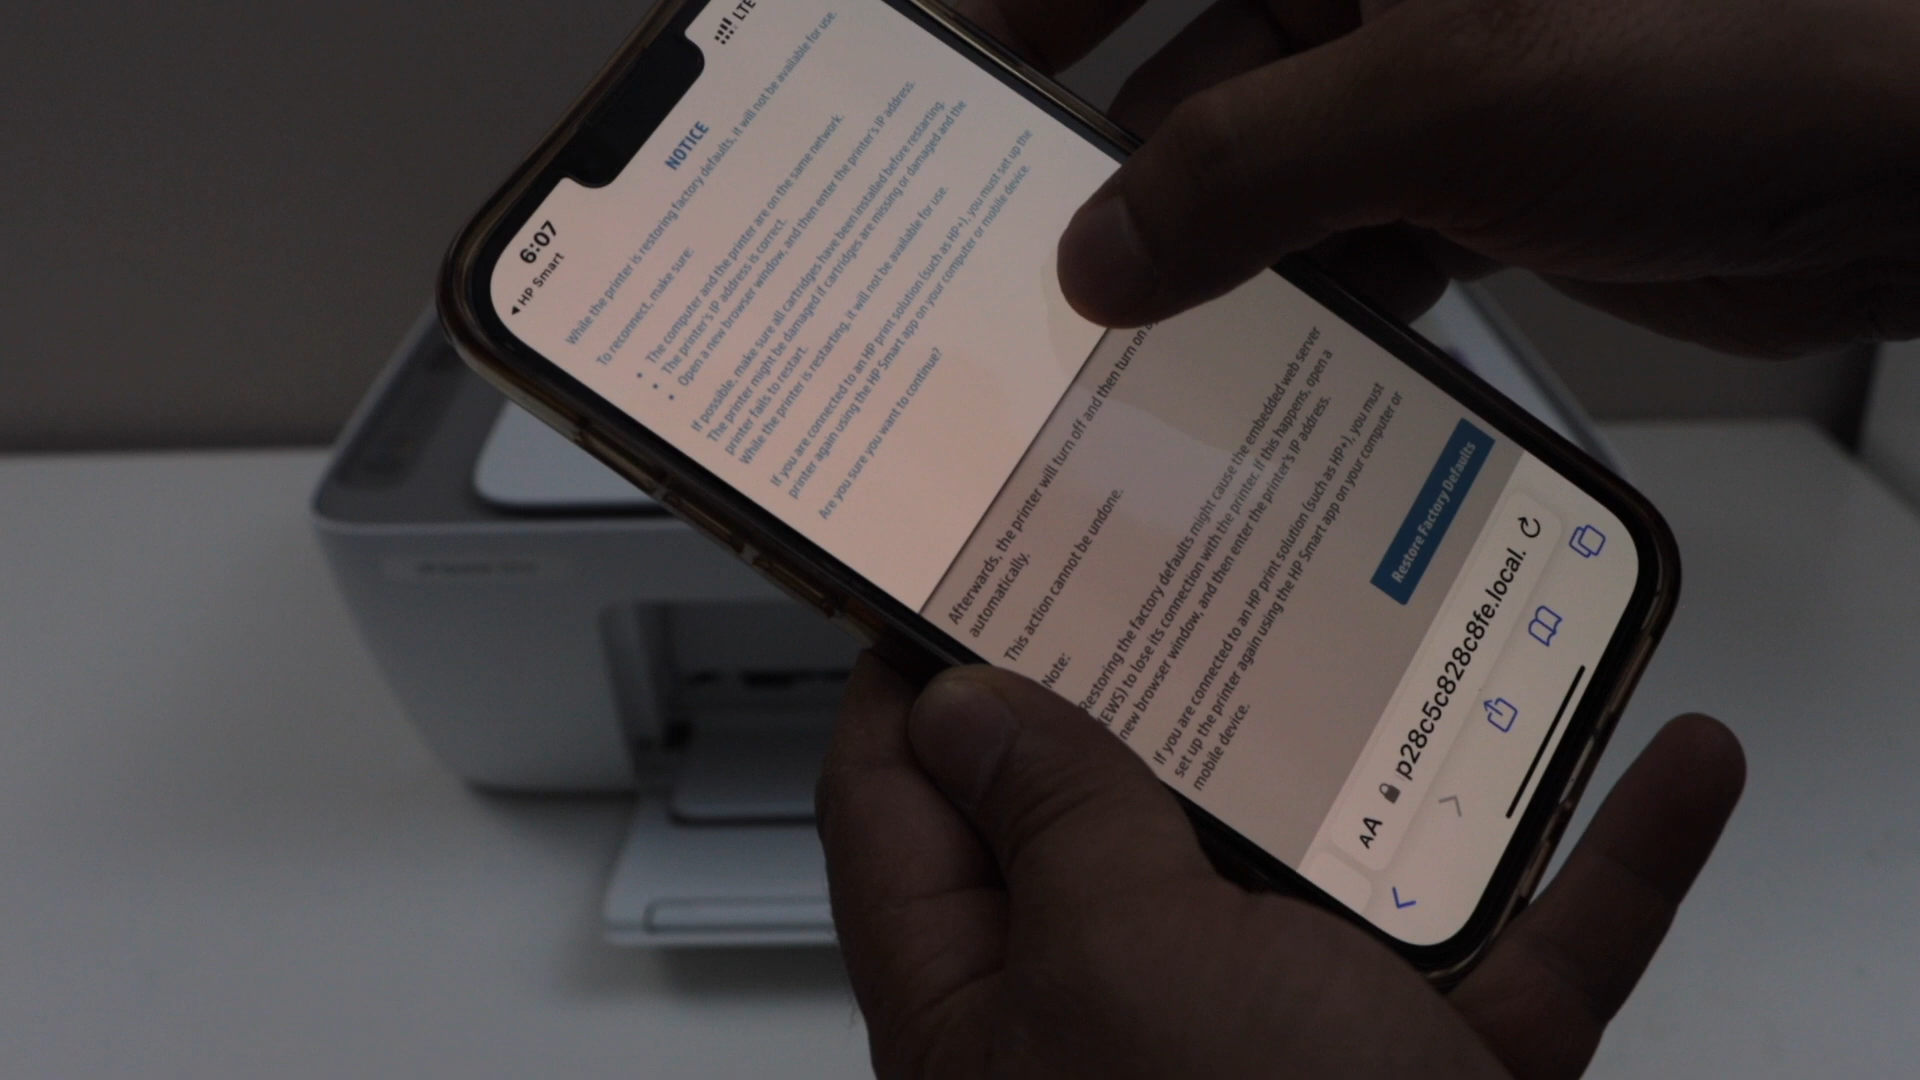 6:07
LTE
◀ HP Smart
NOTICE
While the printer is restoring factory defaults, it will not be available for use.
To reconnect, make sure:
• The computer and the printer are on the same network.
• The printer's IP address is correct.
• Open a new browser window, and then enter the printer's IP address.
If possible, make sure all cartridges have been installed before restarting.
The printer might be damaged if cartridges are missing or damaged and the
printer fails to restart.
While the printer is restarting, it will not be available for use.
If you are connected to an HP print solution (such as HP+), you must set up the
printer again using the HP Smart app on your computer or mobile device.
Are you sure you want to continue?
Afterwards, the printer will turn off and then turn on
automatically.
This action cannot be undone.
Note:
Restoring the factory defaults might cause the embedded web server
(EWS) to lose its connection with the printer. If this happens, open a
new browser window, and then enter the printer's IP address.
If you are connected to an HP print solution (such as HP+), you must
set up the printer again using the HP Smart app on your computer or
mobile device.
Restore Factory Defaults
AA p28c5c828c8fe.local.